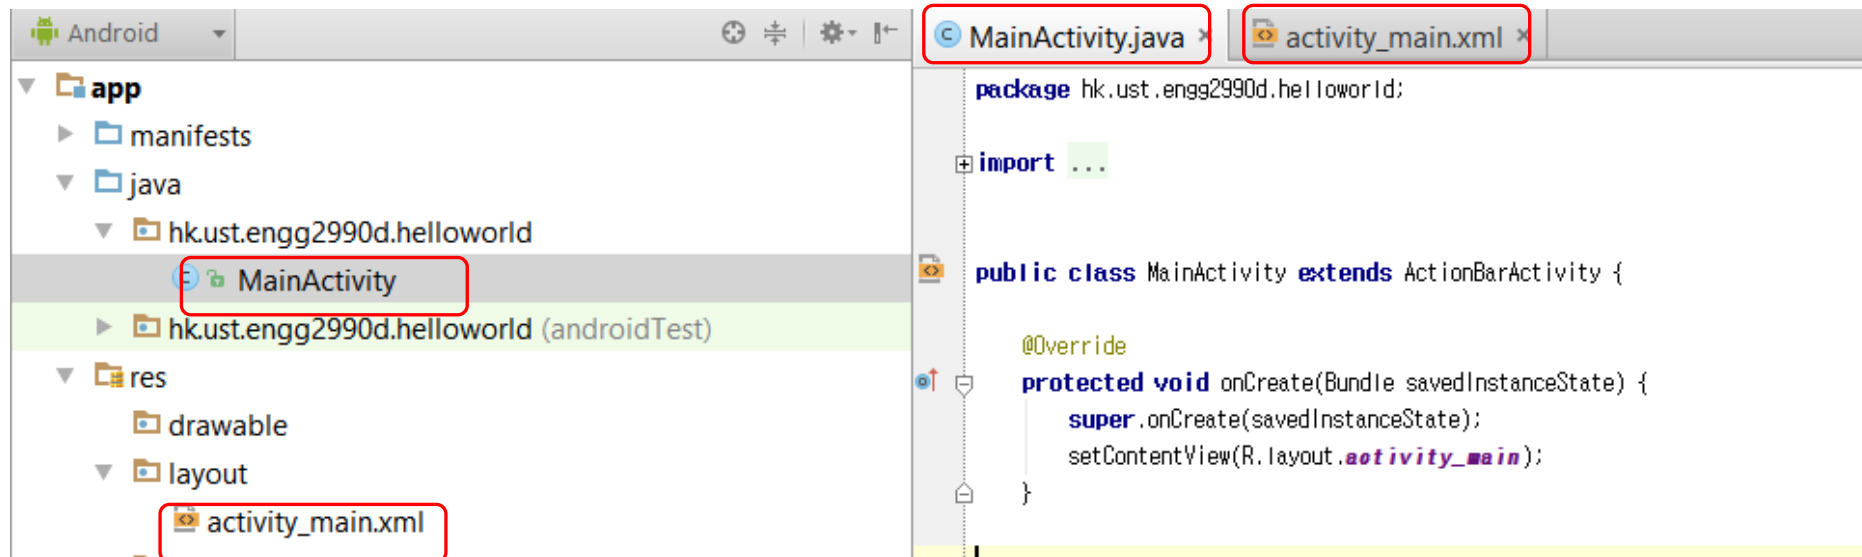 Android
app
manifests
java
hk.ust.engg2990d.helloworld
MainActivity
hk.ust.engg2990d.helloworld (androidTest)
res
drawable
layout
activity_main.xml
MainActivity.java
activity_main.xml
package hk.ust.engg2990d.helloworld;
import ...
public class MainActivity extends ActionBarActivity {
@Override
protected void onCreate(Bundle savedInstanceState) {
super.onCreate(savedInstanceState);
setContentView(R.layout.activity_main);
}